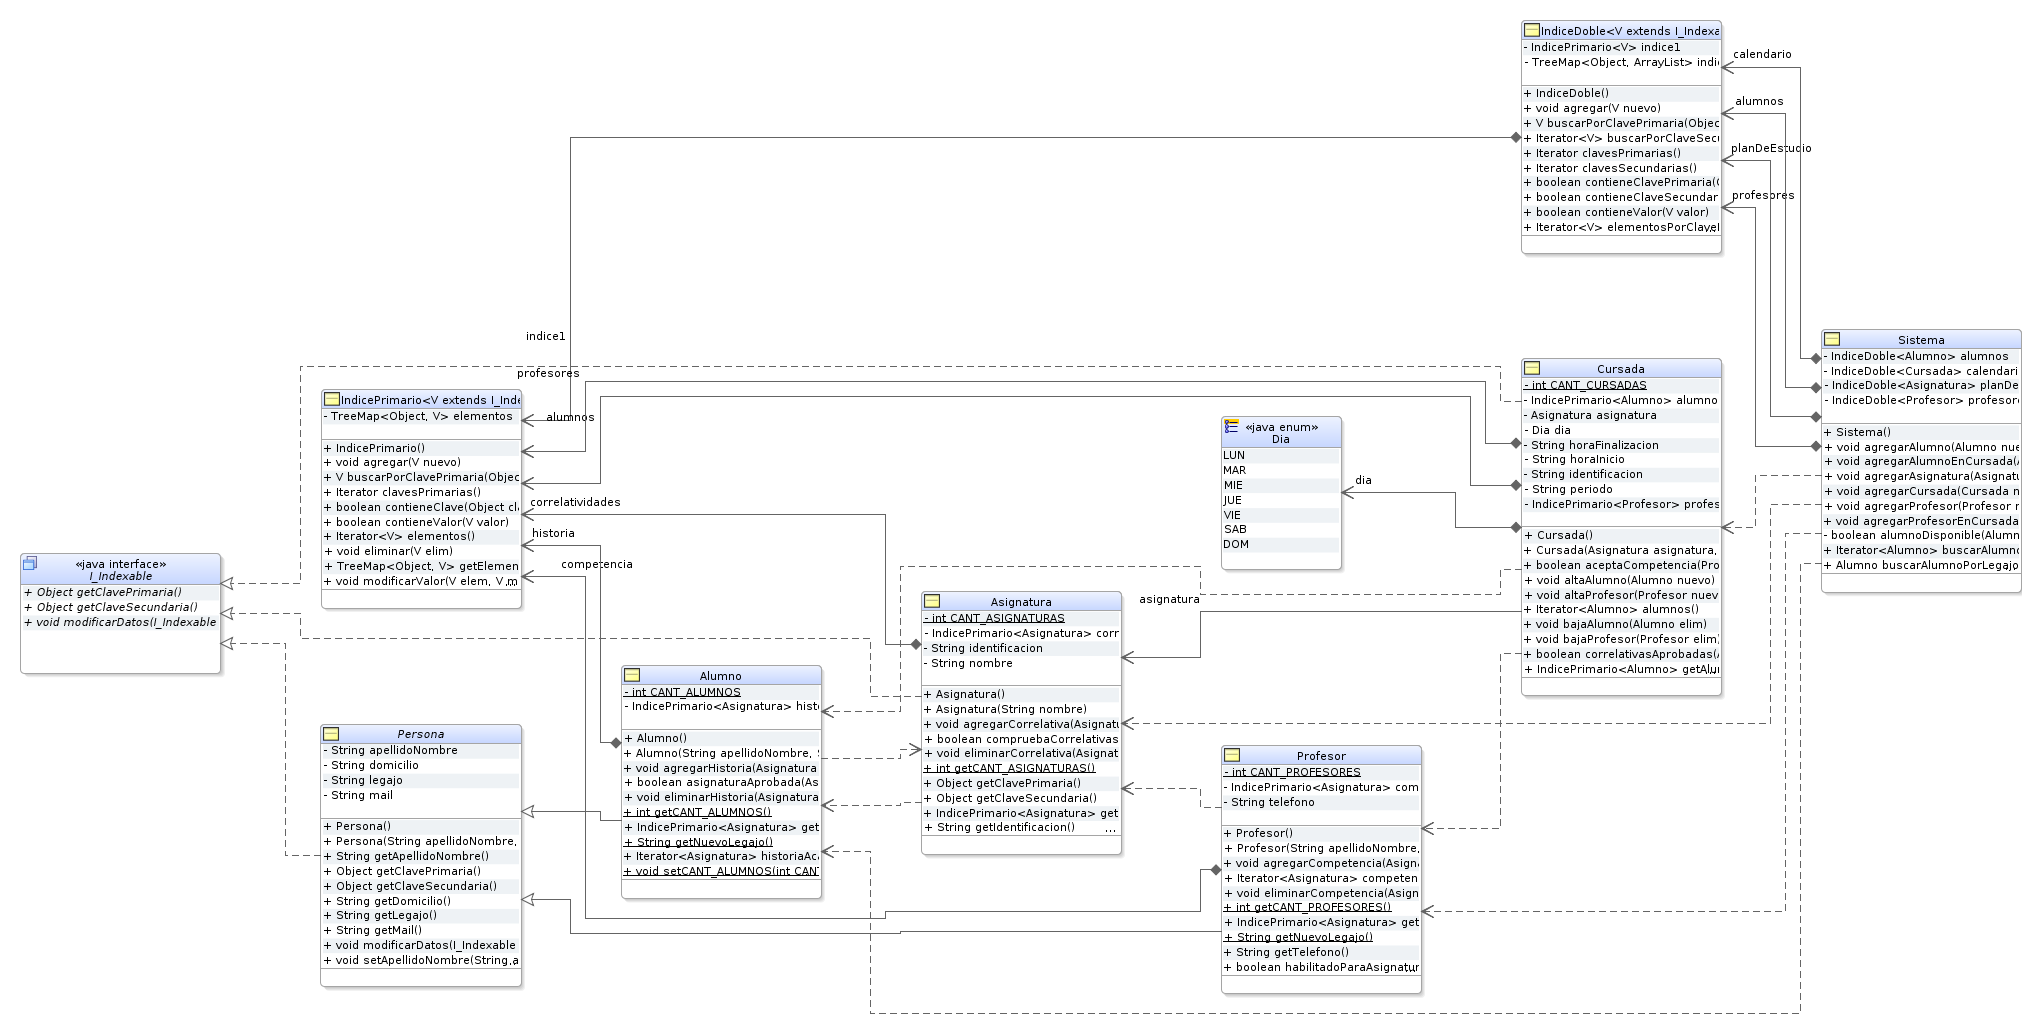 IndiceDoble<V extends I_Indexa
- IndicePrimario<V> indice1
- TreeMap<Object, ArrayList> indi
+ IndiceDoble()
+ void agregar(V nuevo)
+ V buscarPorClavePrimaria(Objec
+ Iterator<V> buscarPorClaveSecu
+ Iterator clavesPrimarias()
+ Iterator clavesSecundarias()
+ boolean contieneClavePrimaria(O
+ boolean contieneClaveSecundar
+ boolean contieneValor(V valor)
+ Iterator<V> elementosPorClave
calendario
alumnos
planDeEstudio
profesores
indice1
profesores
alumnos
correlatividades
historia
competencia
dia
asignatura
Sistema
- IndiceDoble<Alumno> alumnos
- IndiceDoble<Cursada> calendari
- IndiceDoble<Asignatura> planDe
- IndiceDoble<Profesor> profesore
+ Sistema()
+ void agregarAlumno(Alumno nue
+ void agregarAlumnoEnCursada(A
+ void agregarAsignatura(Asignatu
+ void agregarCursada(Cursada n
+ void agregarProfesor(Profesor n
+ void agregarProfesorEnCursada
- boolean alumnoDisponible(Alumn
+ Iterator<Alumno> buscarAlumno
+ Alumno buscarAlumnoPorLegajo
Cursada
- int CANT_CURSADAS
- IndicePrimario<Alumno> alumno
- Asignatura asignatura
- Dia dia
- String horaFinalizacion
- String horaInicio
- String identificacion
- String periodo
- IndicePrimario<Profesor> profes
+ Cursada()
+ Cursada(Asignatura asignatura,
+ boolean aceptaCompetencia(Pro
+ void altaAlumno(Alumno nuevo)
+ void altaProfesor(Profesor nuev
+ Iterator<Alumno> alumnos()
+ void bajaAlumno(Alumno elim)
+ void bajaProfesor(Profesor elim)
+ boolean correlativasAprobadas(A
+ IndicePrimario<Alumno> getAlu
IndicePrimario<V extends I_Inde
- TreeMap<Object, V> elementos
+ IndicePrimario()
+ void agregar(V nuevo)
+ V buscarPorClavePrimaria(Objec
+ Iterator clavesPrimarias()
+ boolean contieneClave(Object cl
+ boolean contieneValor(V valor)
+ Iterator<V> elementos()
+ void eliminar(V elim)
+ TreeMap<Object, V> getElemen
+ void modificarValor(V elem, V
«java enum»
Dia
LUN
MAR
MIE
JUE
VIE
SAB
DOM
«java interface»
I_Indexable
+ Object getClavePrimaria()
+ Object getClaveSecundaria()
+ void modificarDatos(I_Indexable
Asignatura
- int CANT_ASIGNATURAS
- IndicePrimario<Asignatura> corr
- String identificacion
- String nombre
+ Asignatura()
+ Asignatura(String nombre)
+ void agregarCorrelativa(Asignatu
+ boolean compruebaCorrelativas
+ void eliminarCorrelativa(Asignat
+ int getCANT_ASIGNATURAS()
+ Object getClavePrimaria()
+ Object getClaveSecundaria()
+ IndicePrimario<Asignatura> get
+ String getIdentificacion() ...
Alumno
- int CANT_ALUMNOS
- IndicePrimario<Asignatura> histo
+ Alumno()
+ Alumno(String apellidoNombre, S
+ void agregarHistoria(Asignatura
+ boolean asignaturaAprobada(As
+ void eliminarHistoria(Asignatura
+ int getCANT_ALUMNOS()
+ IndicePrimario<Asignatura> get
+ String getNuevoLegajo()
+ Iterator<Asignatura> historiaAca
+ void setCANT_ALUMNOS(int CAN
Persona
- String apellidoNombre
- String domicilio
- String legajo
- String mail
+ Persona()
+ Persona(String apellidoNombre,
+ String getApellidoNombre()
+ Object getClavePrimaria()
+ Object getClaveSecundaria()
+ String getDomicilio()
+ String getLegajo()
+ String getMail()
+ void modificarDatos(I_Indexable
+ void setApellidoNombre(String a
Profesor
- int CANT_PROFESORES
- IndicePrimario<Asignatura> com
- String telefono
+ Profesor()
+ Profesor(String apellidoNombre,
+ void agregarCompetencia(Asign
+ Iterator<Asignatura> competen
+ void eliminarCompetencia(Asign
+ int getCANT_PROFESORES()
+ IndicePrimario<Asignatura> get
+ String getNuevoLegajo()
+ String getTelefono()
+ boolean habilitadoParaAsignatur